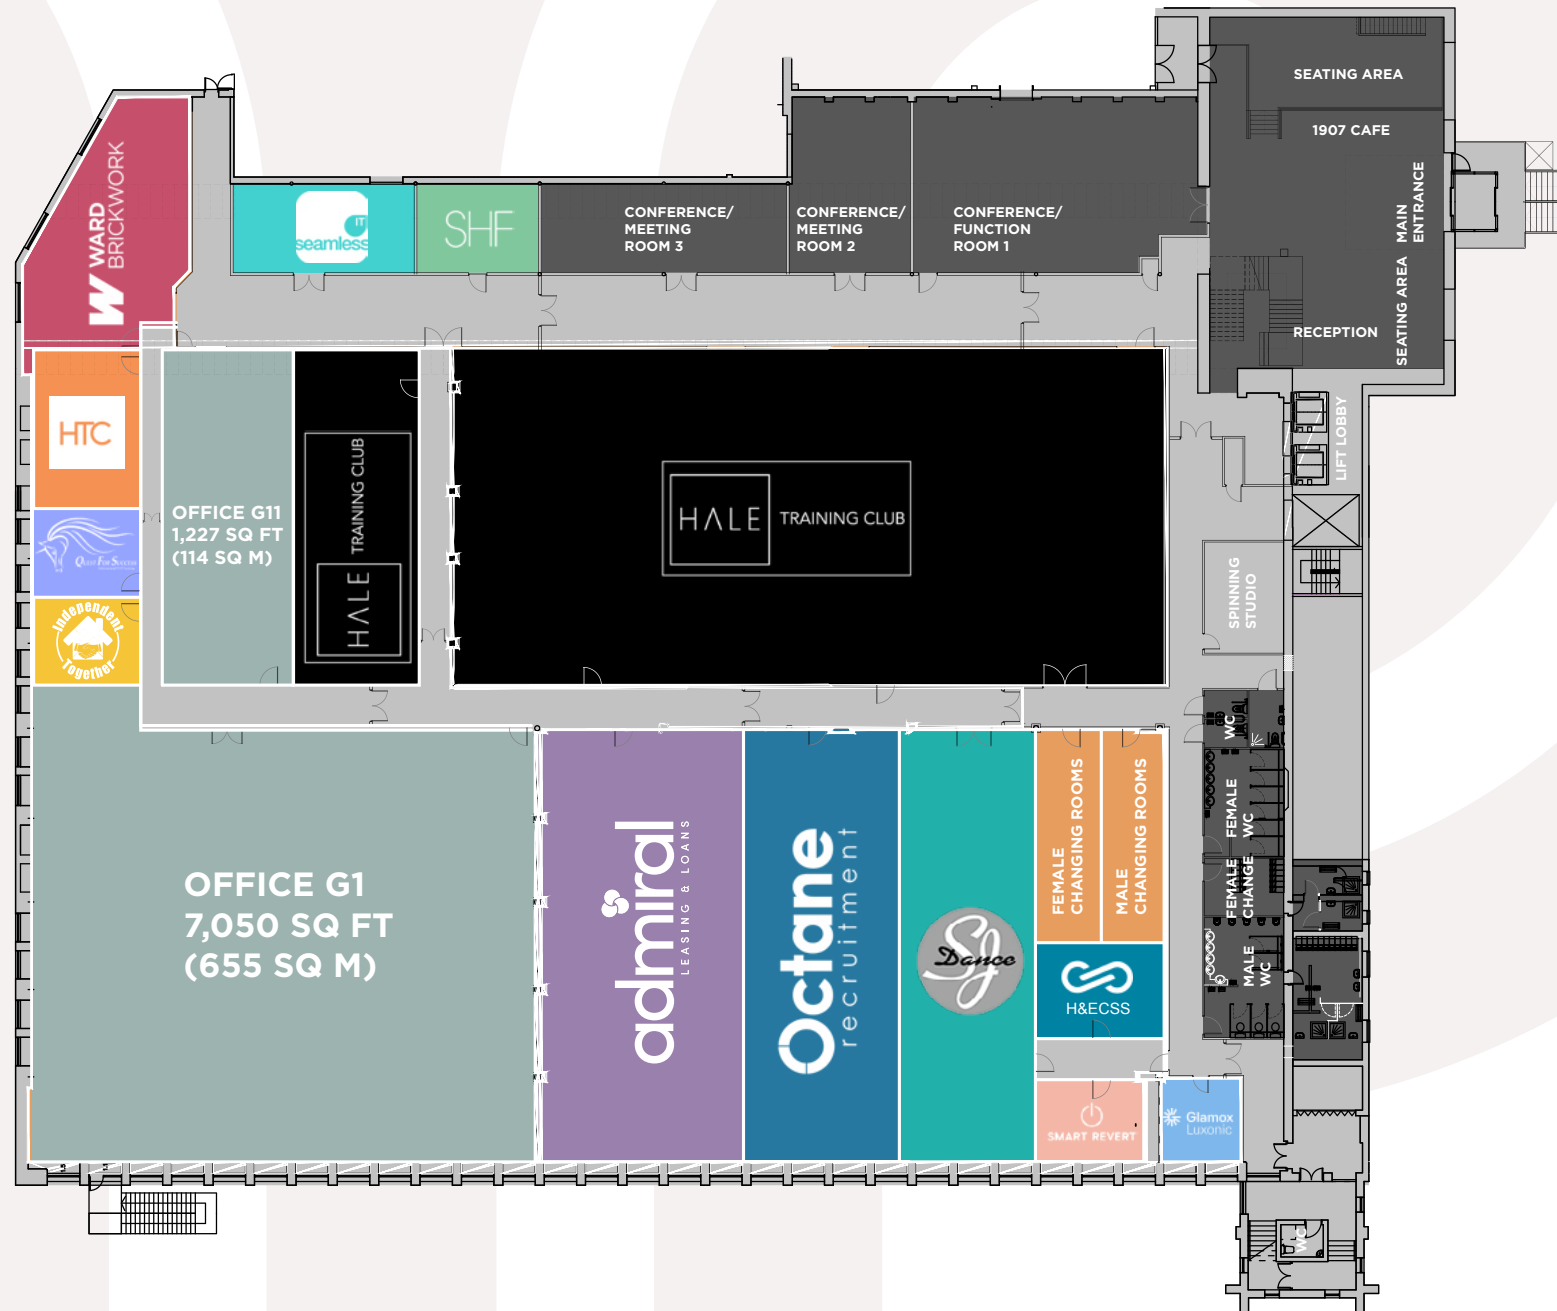 SEATING AREA
1907 CAFE
MAIN
ENTRANCE
SEATING AREA
RECEPTION
LIFT LOBBY
WARD
BRICKWORK
IT
seamless
SHF
CONFERENCE/
MEETING
ROOM 3
CONFERENCE/
MEETING
ROOM 2
CONFERENCE/
FUNCTION
ROOM 1
HTC
Quest For Success
Independent
Together
OFFICE G11
1,227 SQ FT
(114 SQ M)
HALE
TRAINING CLUB
HALE
TRAINING CLUB
SPINNING
STUDIO
WC
FEMALE
WC
FEMALE
CHANGE
MALE
WC
OFFICE G1
7,050 SQ FT
(655 SQ M)
admiral
LEASING & LOANS
Octane
recruitment
SJ
Dance
FEMALE
CHANGING ROOMS
MALE
CHANGING ROOMS
H&ECSS
SMART REVERT
Glamox
Luxonic
WC